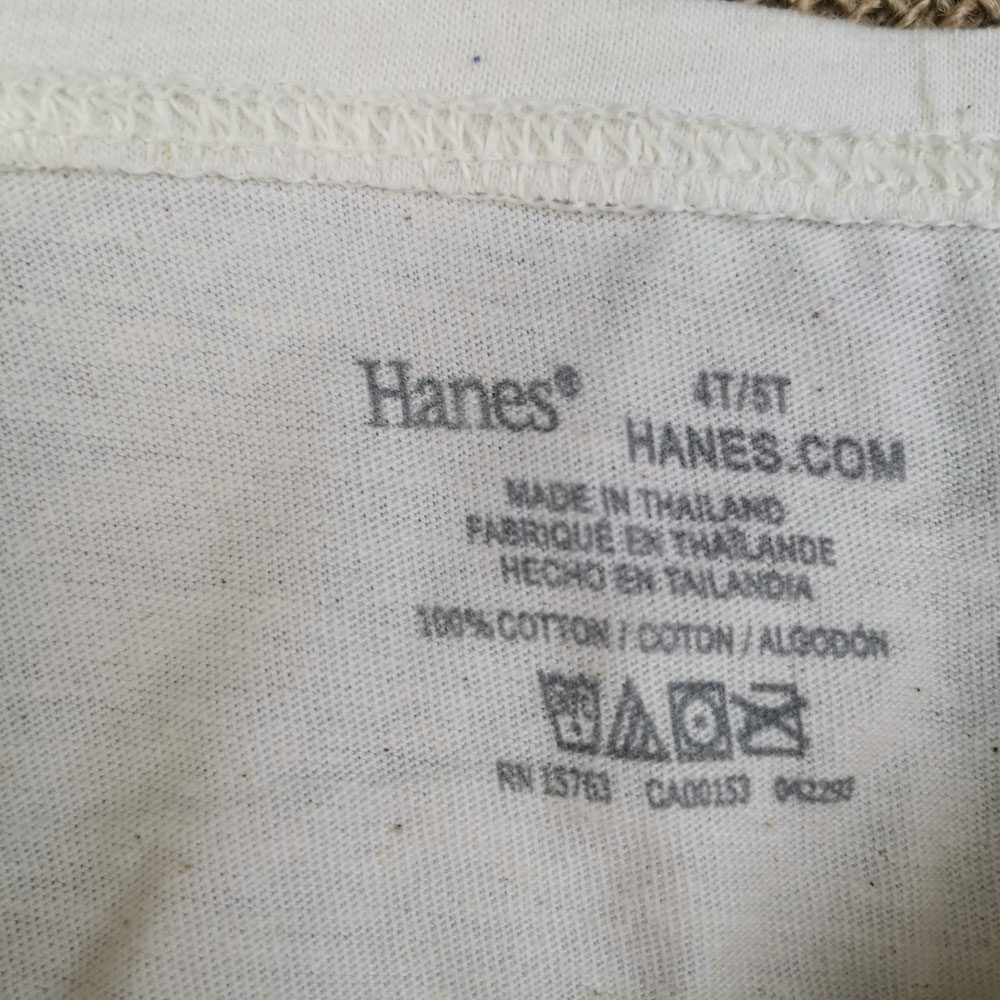 Hanes®
4T/5T
HANES.COM
MADE IN THAILAND
FABRIQUÉ EN THAÏLANDE
HECHO EN TAILANDIA
100% COTTON / COTON / ALGODÓN
RN 15763 CA00153